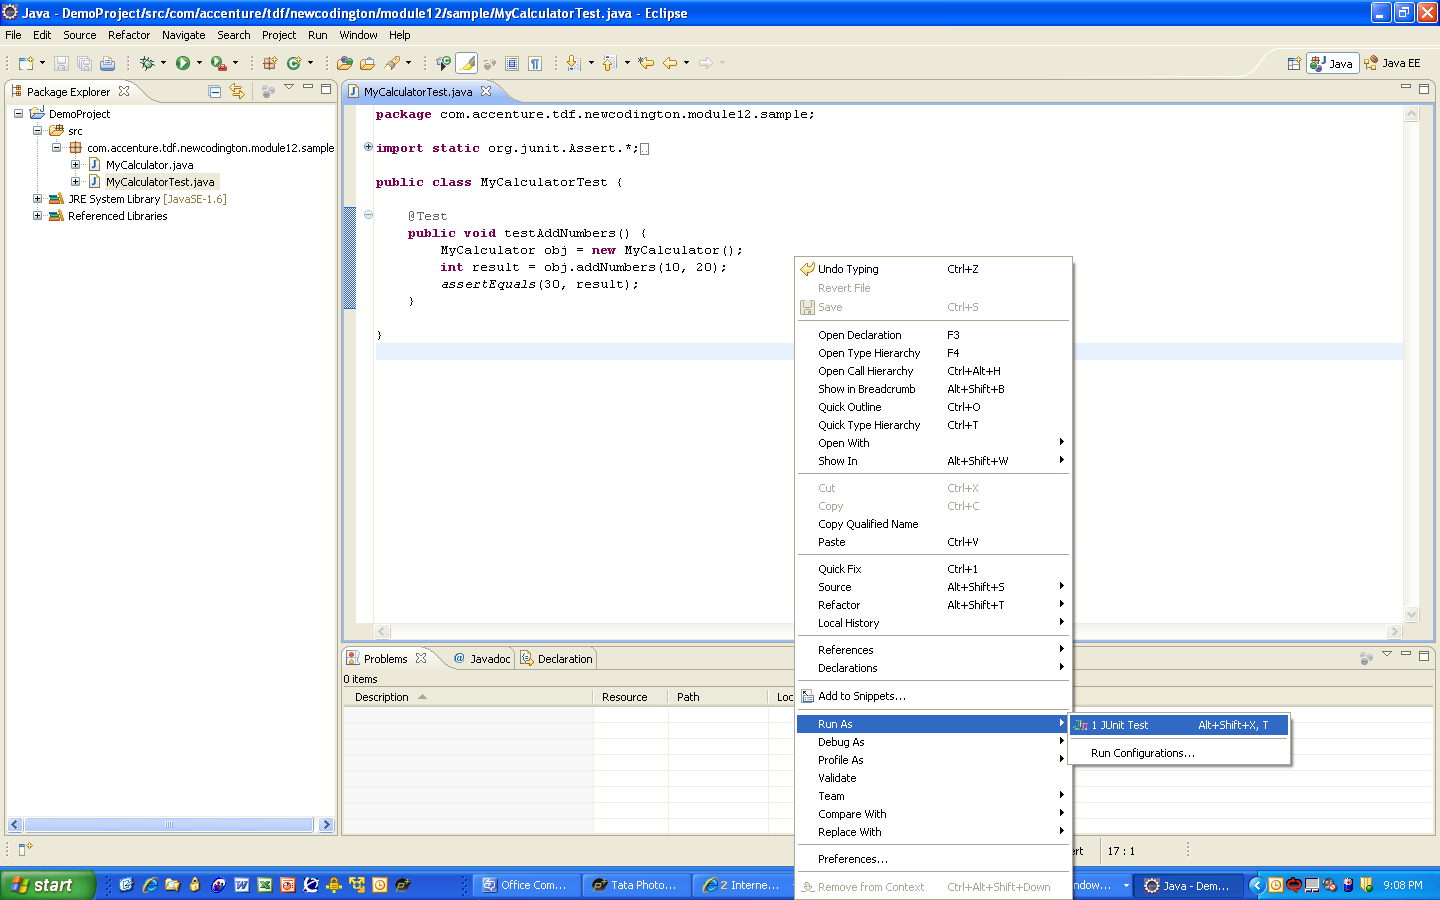 Java - DemoProject/src/com/accenture/tdf/newcodington/module12/sample/MyCalculatorTest.java - Eclipse
File Edit Source Refactor Navigate Search Project Run Window Help
Java Java EE
Package Explorer
DemoProject
src
com.accenture.tdf.newcodington.module12.sample
MyCalculator.java
MyCalculatorTest.java
JRE System Library [JavaSE-1.6]
Referenced Libraries
MyCalculatorTest.java
package com.accenture.tdf.newcodington.module12.sample;
import static org.junit.Assert.*;
public class MyCalculatorTest {
@Test
public void testAddNumbers() {
MyCalculator obj = new MyCalculator();
int result = obj.addNumbers(10, 20);
assertEquals(30, result);
}
}
Undo Typing Ctrl+Z
Revert File
Save Ctrl+S
Open Declaration F3
Open Type Hierarchy F4
Open Call Hierarchy Ctrl+Alt+H
Show in Breadcrumb Alt+Shift+B
Quick Outline Ctrl+O
Quick Type Hierarchy Ctrl+T
Open With
Show In Alt+Shift+W
Cut Ctrl+X
Copy Ctrl+C
Copy Qualified Name
Paste Ctrl+V
Quick Fix Ctrl+1
Source Alt+Shift+S
Refactor Alt+Shift+T
Local History
References
Declarations
Add to Snippets...
Run As
Debug As
Profile As
Validate
Team
Compare With
Replace With
Preferences...
Remove from Context Ctrl+Alt+Shift+Down
1 JUnit Test Alt+Shift+X, T
Run Configurations...
Problems @ Javadoc Declaration
0 items
Description Resource Path Loc
ert 17 : 1
start Office Com... Tata Photo... 2 Interne... ndow... Java - Dem... 9:08 PM